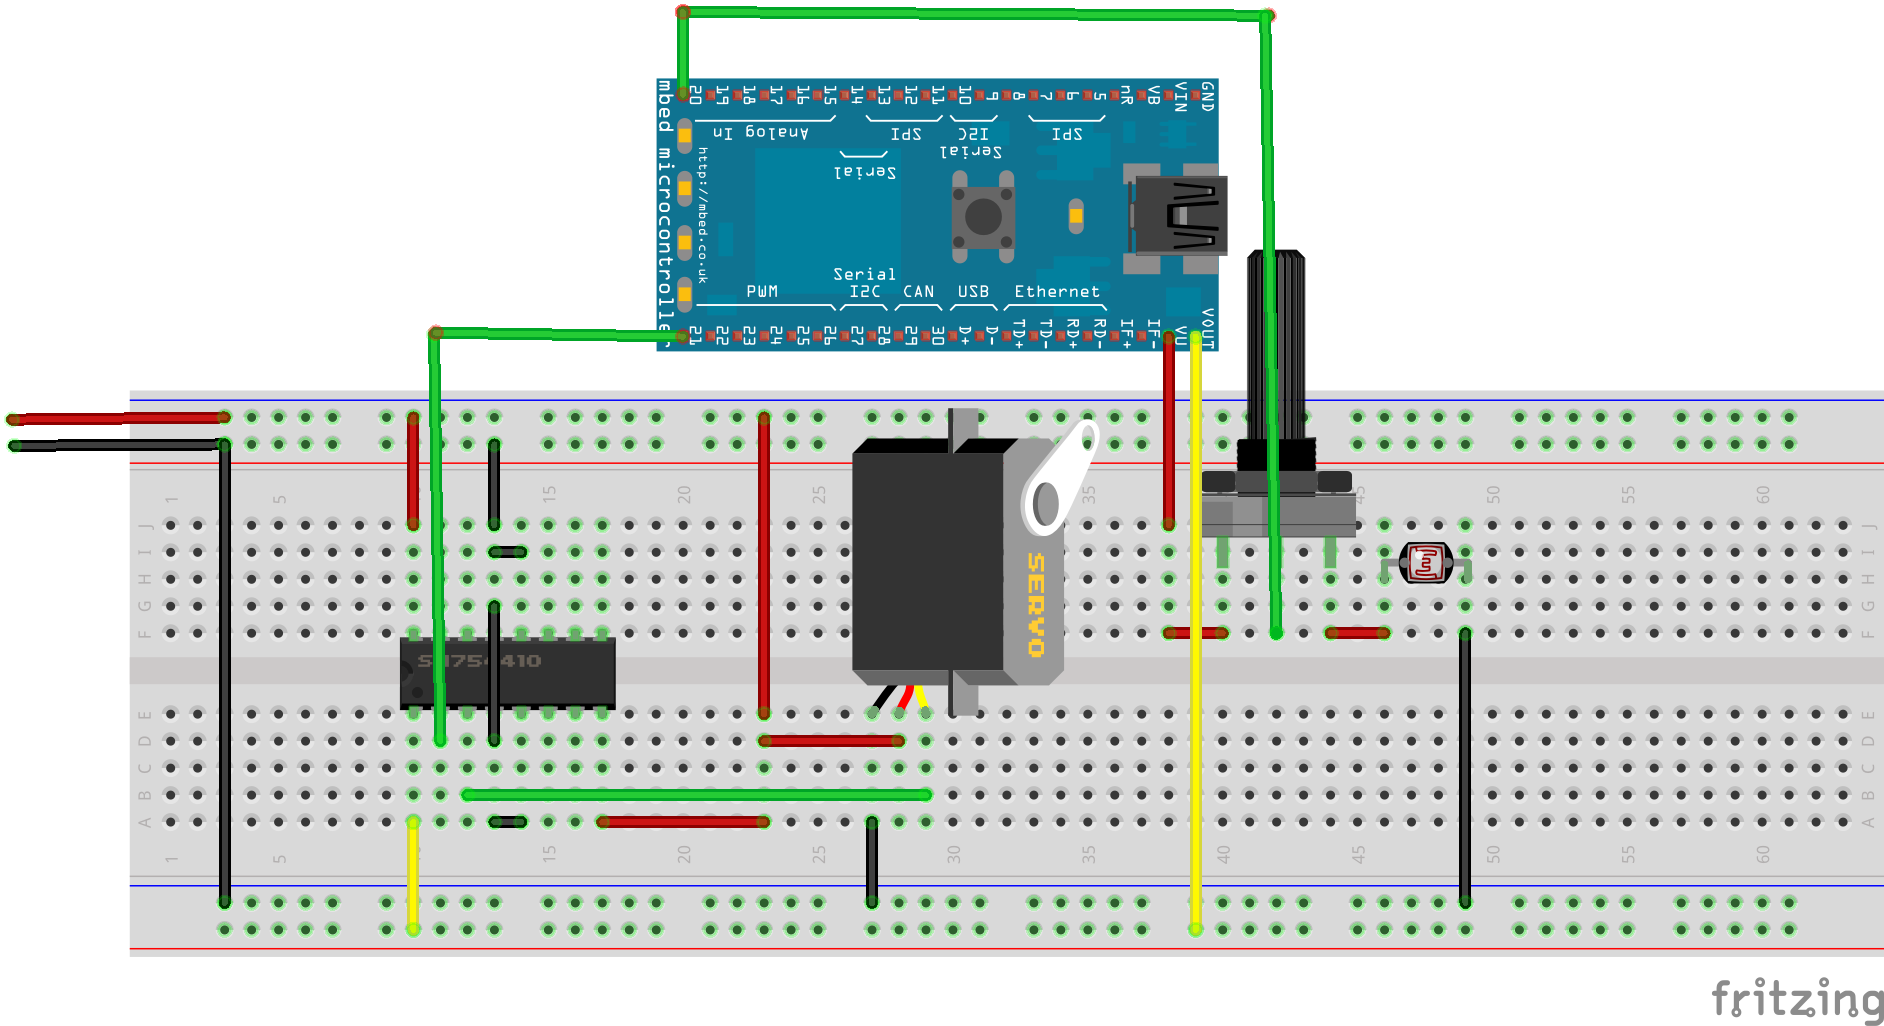 20 19 18 17 16 15 14 13 12 11 10 9 8 7 6 5 nR VB VIN GND
Analog In
SPI
I2C
SPI
Serial
Serial
mbed microcontroller
http://mbed.co.uk
Serial
PWM
I2C
CAN
USB
Ethernet
21 22 23 24 25 26 27 28 29 30 D+ D- TD+ TD- RD+ RD- IF+ IF- VU VOUT
1 5 15 20 25 35 45 50 55 60
J J
I I
H H
G G
F F
SERVO
E E
D D
C C
B B
A A
1 5 15 20 25 30 35 40 45 50 55 60
fritzing